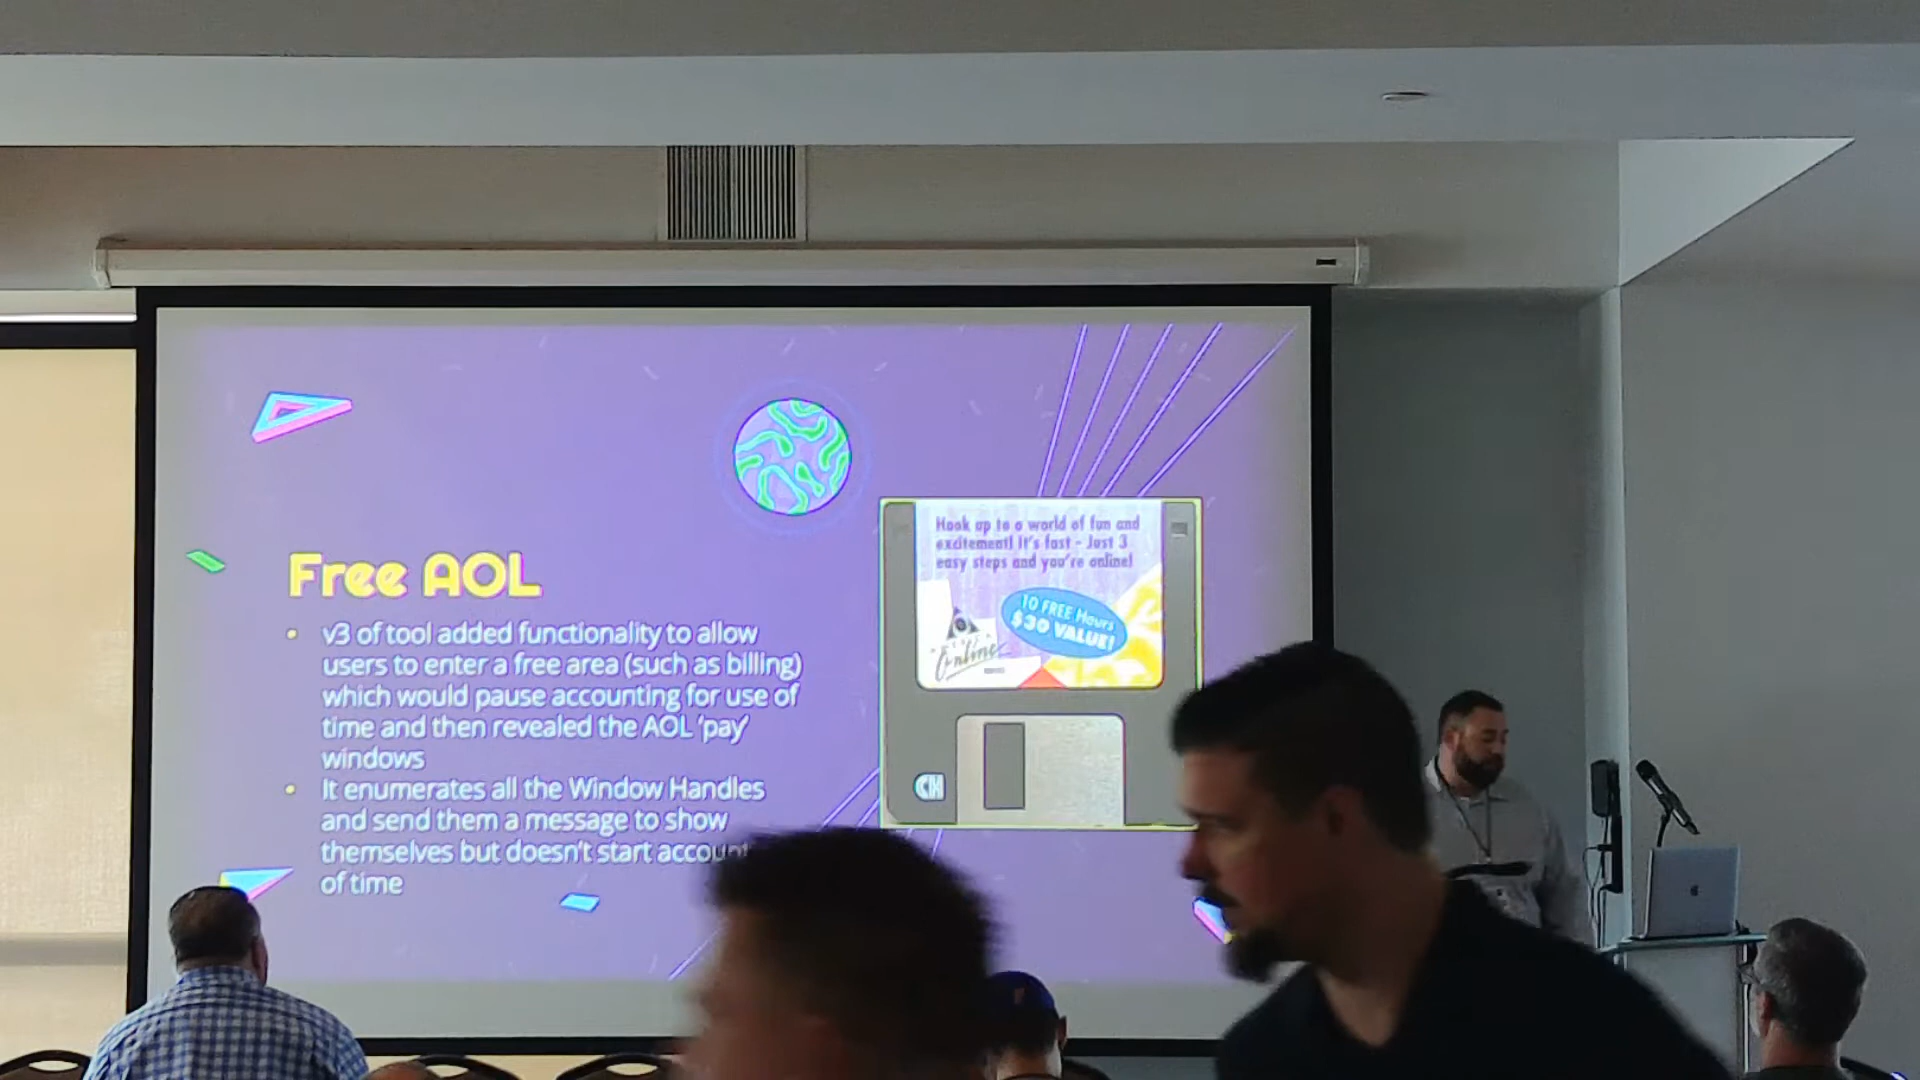 Free AOL
v3 of tool added functionality to allow
users to enter a free area (such as billing)
which would pause accounting for use of
time and then revealed the AOL 'pay'
windows
It enumerates all the Window Handles
and send them a message to show
themselves but doesn't start account
of time
Hook up to a world of fun and
excitement! It's fast - Just 3
easy steps and you're online!
10 FREE Hours
$30 VALUE!
Online